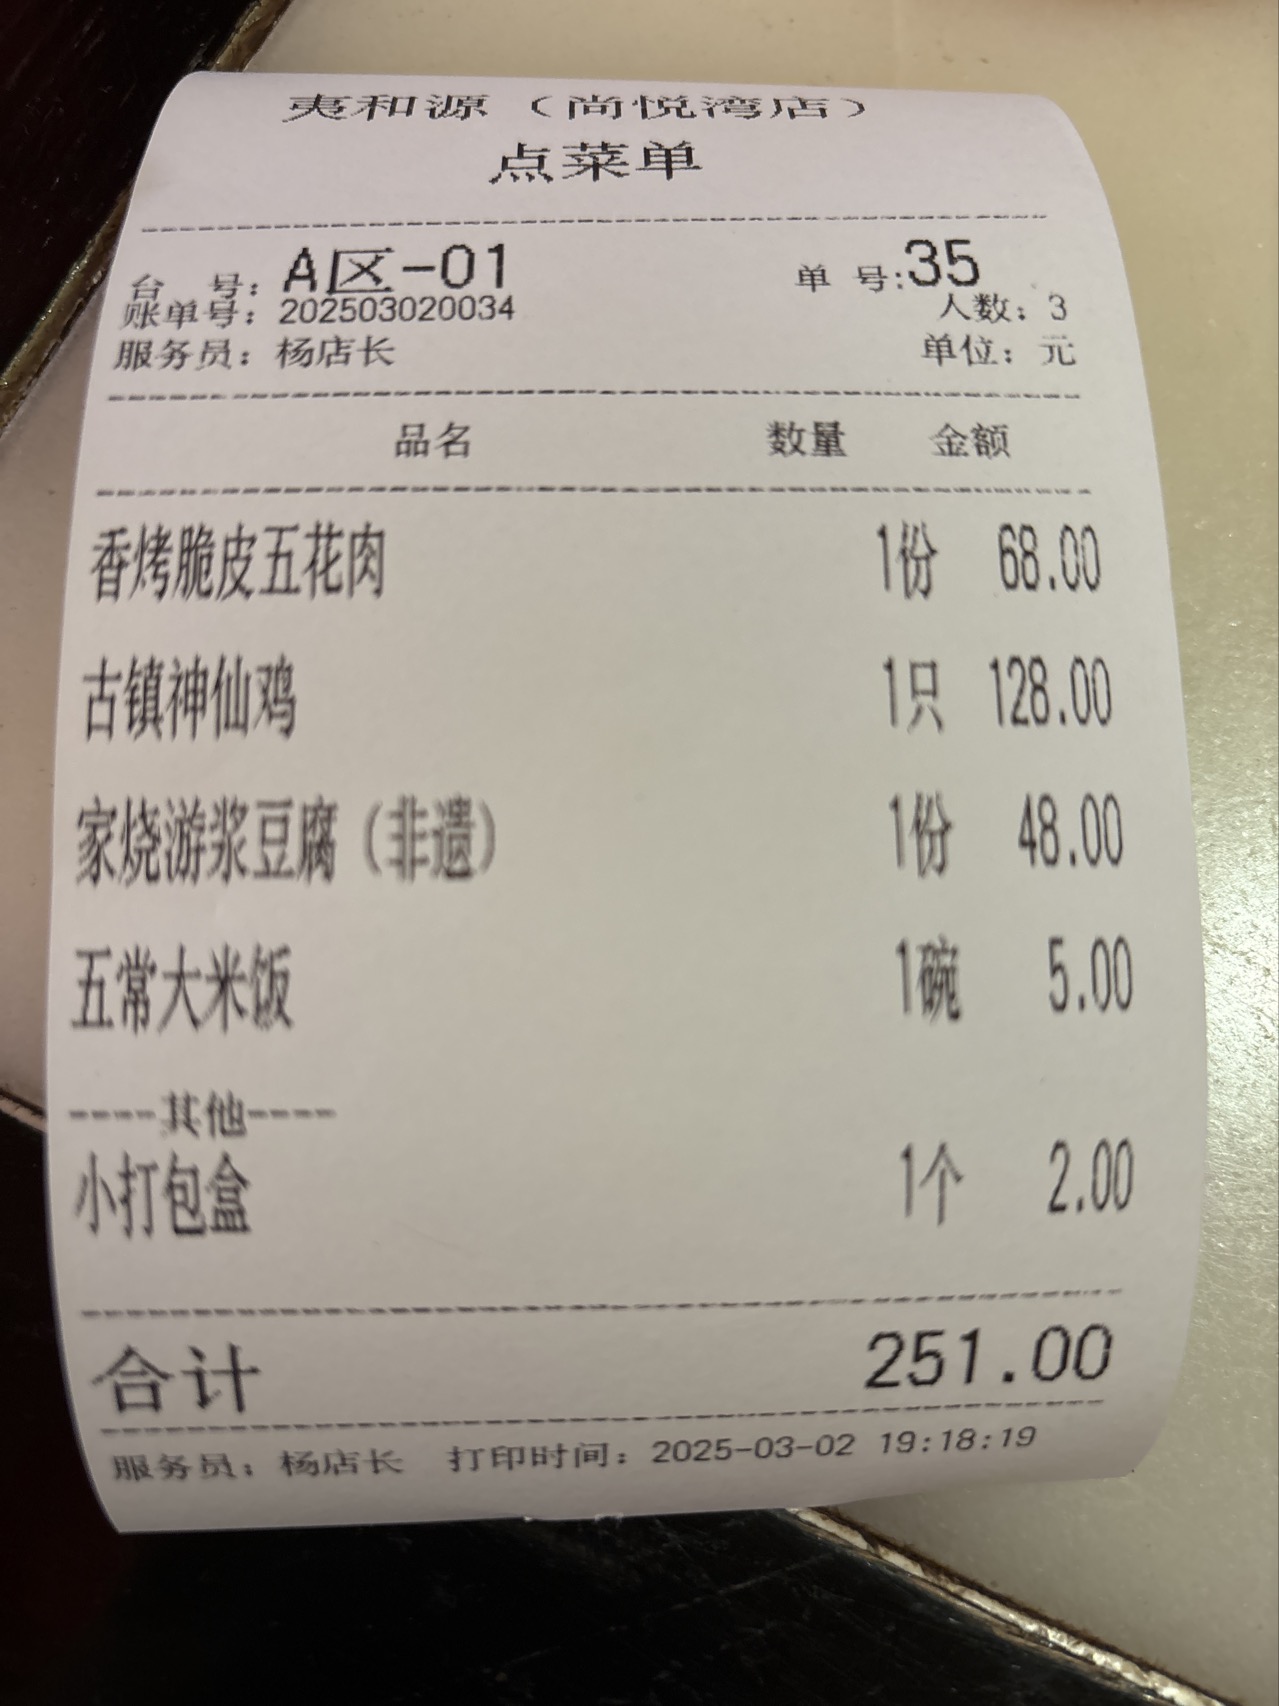 夷和源（尚悦湾店）
点菜单
台 号：A区-01 单 号:35
账单号：202503020034 人数：3
服务员：杨店长 单位：元
品名 数量 金额
香烤脆皮五花肉 1份 68.00
古镇神仙鸡 1只 128.00
家烧游浆豆腐（非遗） 1份 48.00
五常大米饭 1碗 5.00
----其他----
小打包盒 1个 2.00
合计 251.00
服务员：杨店长 打印时间：2025-03-02 19:18:19